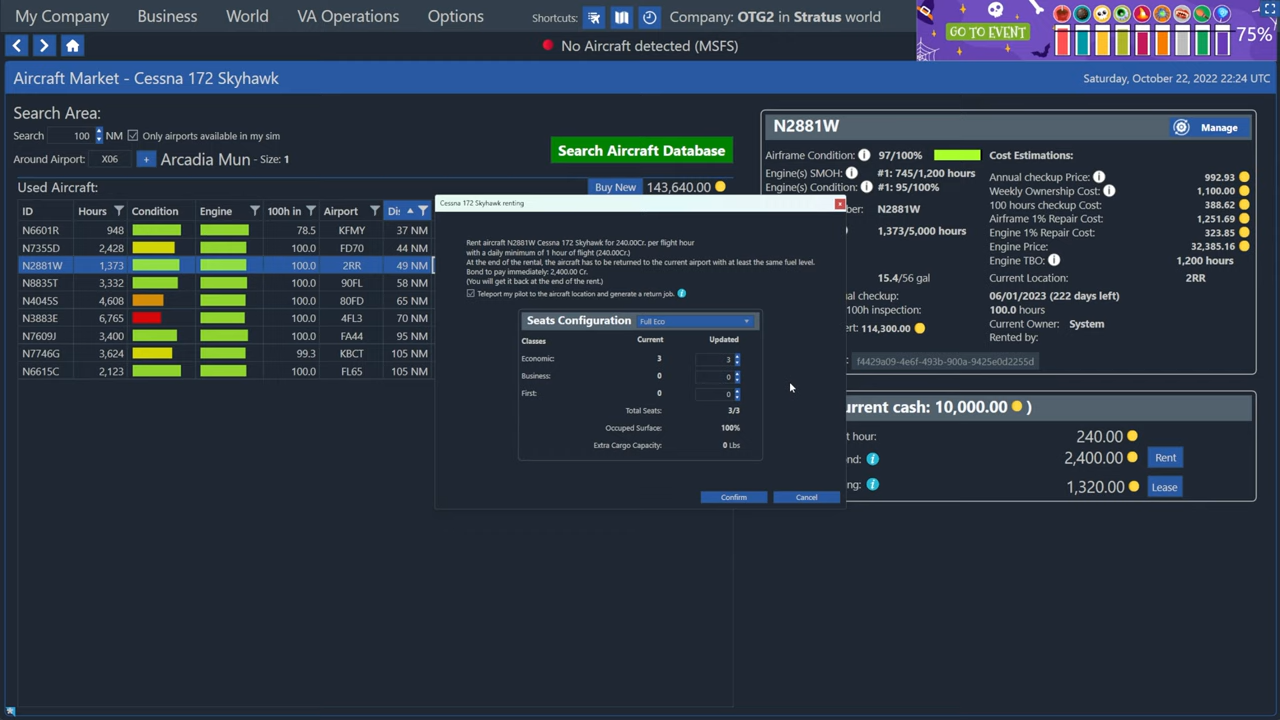 My Company Business World VA Operations Options Shortcuts: Company: OTG2 in Stratus world
GO TO EVENT 75%
No Aircraft detected (MSFS)
Aircraft Market - Cessna 172 Skyhawk Saturday, October 22, 2022 22:24 UTC
Search Area:
Search 100 NM Only airports available in my sim
Around Airport: X06 + Arcadia Mun - Size: 1
Search Aircraft Database
Used Aircraft: Buy New 143,640.00
ID Hours Condition Engine 100h in Airport Di:
N6601R 948 78.5 KFMY 37 NM
N7355D 2,428 100.0 FD70 44 NM
N2881W 1,373 100.0 2RR 49 NM
N8835T 3,332 100.0 90FL 58 NM
N4045S 4,608 100.0 80FD 65 NM
N3883E 6,765 100.0 4FL3 70 NM
N7609J 3,400 100.0 FA44 95 NM
N7746G 3,624 99.3 KBCT 105 NM
N6615C 2,123 100.0 FL65 105 NM
Cessna 172 Skyhawk renting
Rent aircraft N2881W Cessna 172 Skyhawk for 240.00Cr. per flight hour
with a daily minimum of 1 hour of flight (240.00Cr.)
At the end of the rental, the aircraft has to be returned to the current airport with at least the same fuel level.
Bond to pay immediately: 2,400.00 Cr.
(You will get it back at the end of the rent.)
Teleport my pilot to the aircraft location and generate a return job.
Seats Configuration Full Eco
Classes Current Updated
Economic: 3 3
Business: 0 0
First: 0 0
Total Seats: 3/3
Occuped Surface: 100%
Extra Cargo Capacity: 0 Lbs
Confirm Cancel
N2881W Manage
Airframe Condition: 97/100%
Engine(s) SMOH: #1: 745/1,200 hours
Engine(s) Condition: #1: 95/100%
mber: N2881W
1,373/5,000 hours
15.4/56 gal
al checkup: 06/01/2023 (222 days left)
100h inspection: 100.0 hours
ert: 114,300.00
f4429a09-4e6f-493b-900a-9425e0d2255d
Cost Estimations:
Annual checkup Price: 992.93
Weekly Ownership Cost: 1,100.00
100 hours checkup Cost: 388.62
Airframe 1% Repair Cost: 1,251.69
Engine 1% Repair Cost: 323.85
Engine Price: 32,385.16
Engine TBO: 1,200 hours
Current Location: 2RR
Current Owner: System
Rented by:
urrent cash: 10,000.00 )
t hour: 240.00
nd: 2,400.00 Rent
ng: 1,320.00 Lease